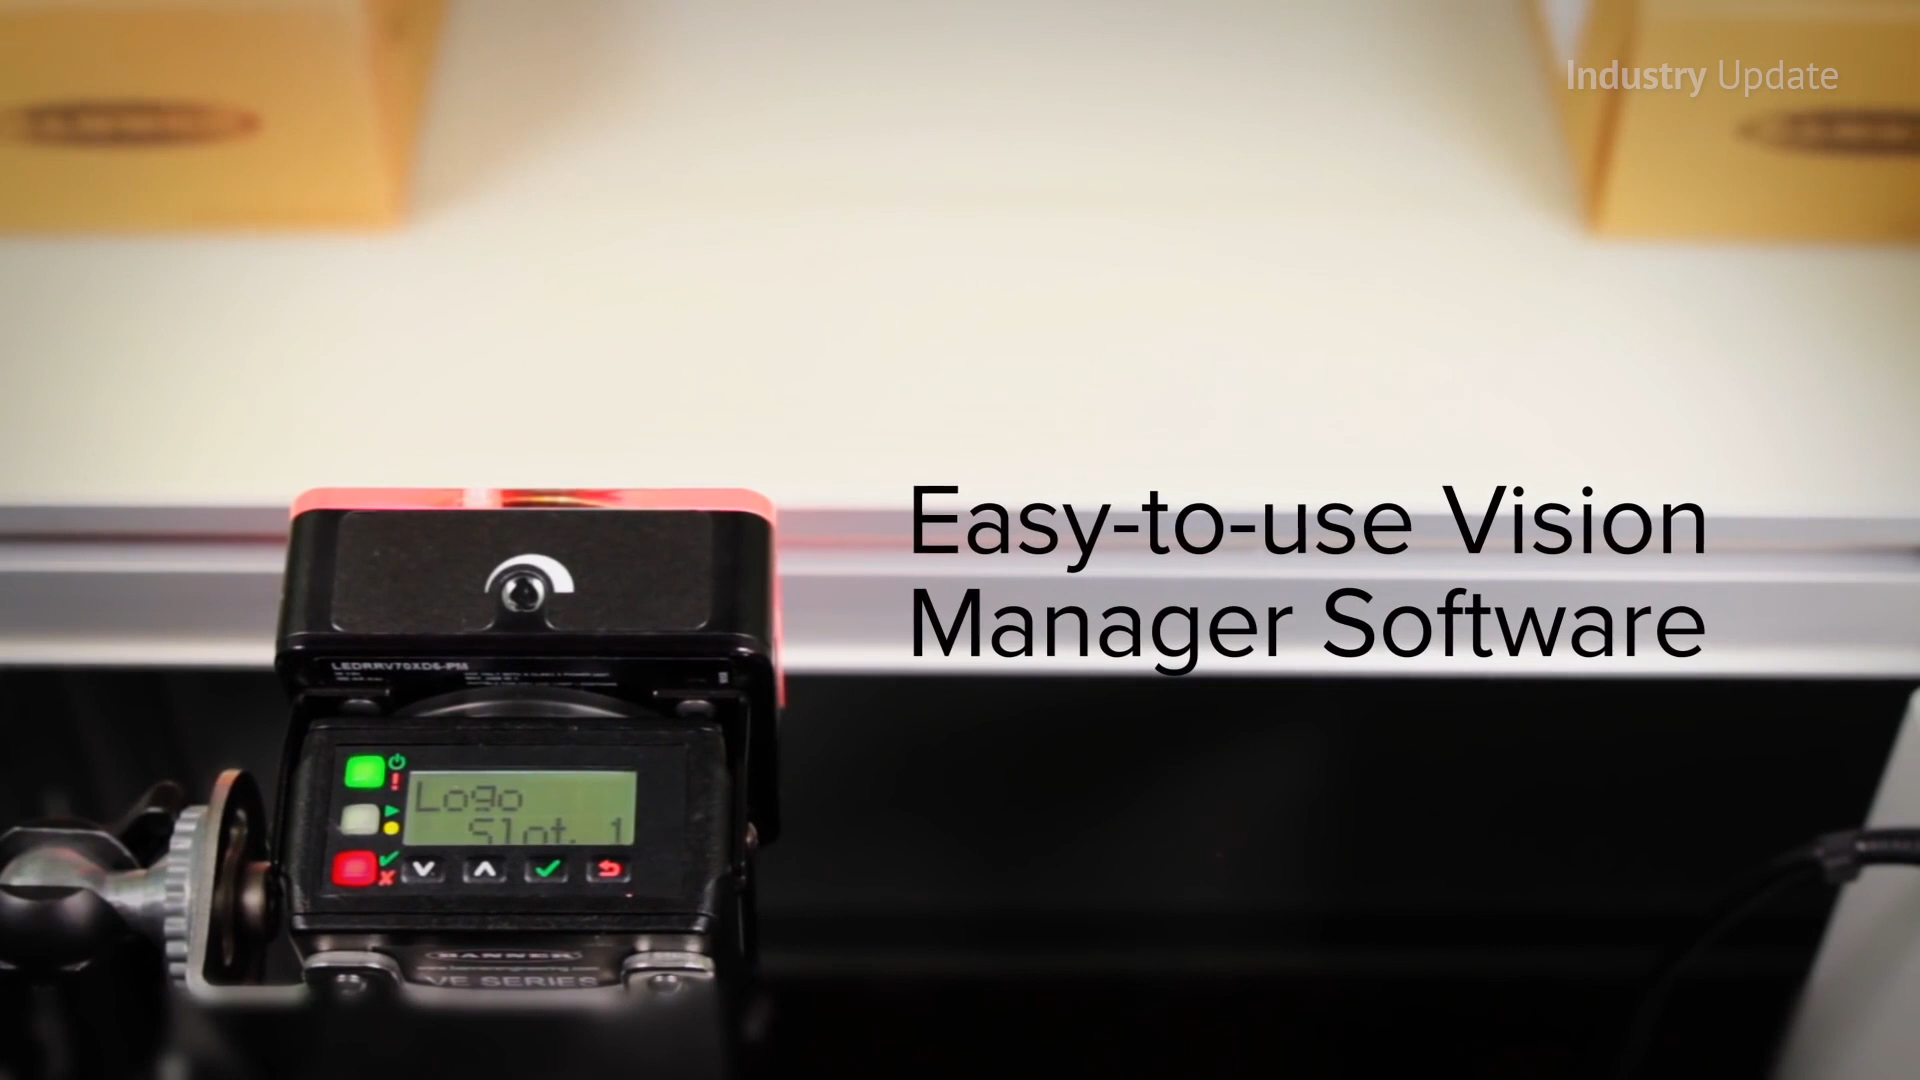 Industry Update
Easy-to-use Vision
Manager Software
LEDRRV70XD6-PM
Logo
Slot 1
BANNER
VE SERIES